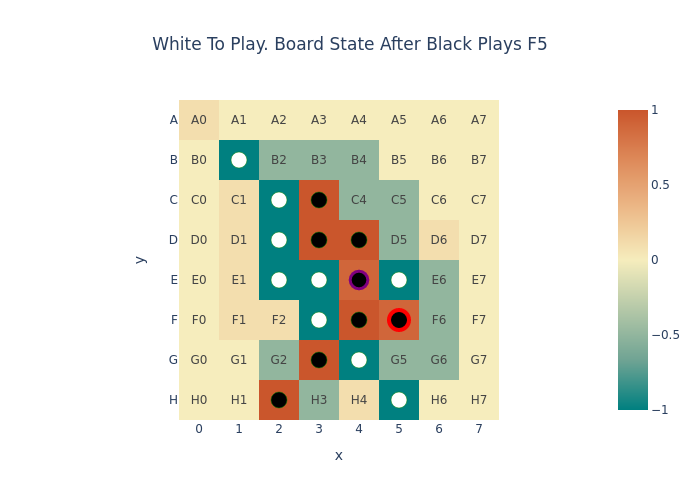 White To Play. Board State After Black Plays F5
A A0 A1 A2 A3 A4 A5 A6 A7 1
B B0 B2 B3 B4 B5 B6 B7
C C0 C1 C4 C5 C6 C7 0.5
D D0 D1 D5 D6 D7
y 0
E E0 E1 E6 E7
F F0 F1 F2 F6 F7 −0.5
G G0 G1 G2 G5 G6 G7
H H0 H1 H3 H4 H6 H7 −1
0 1 2 3 4 5 6 7
x